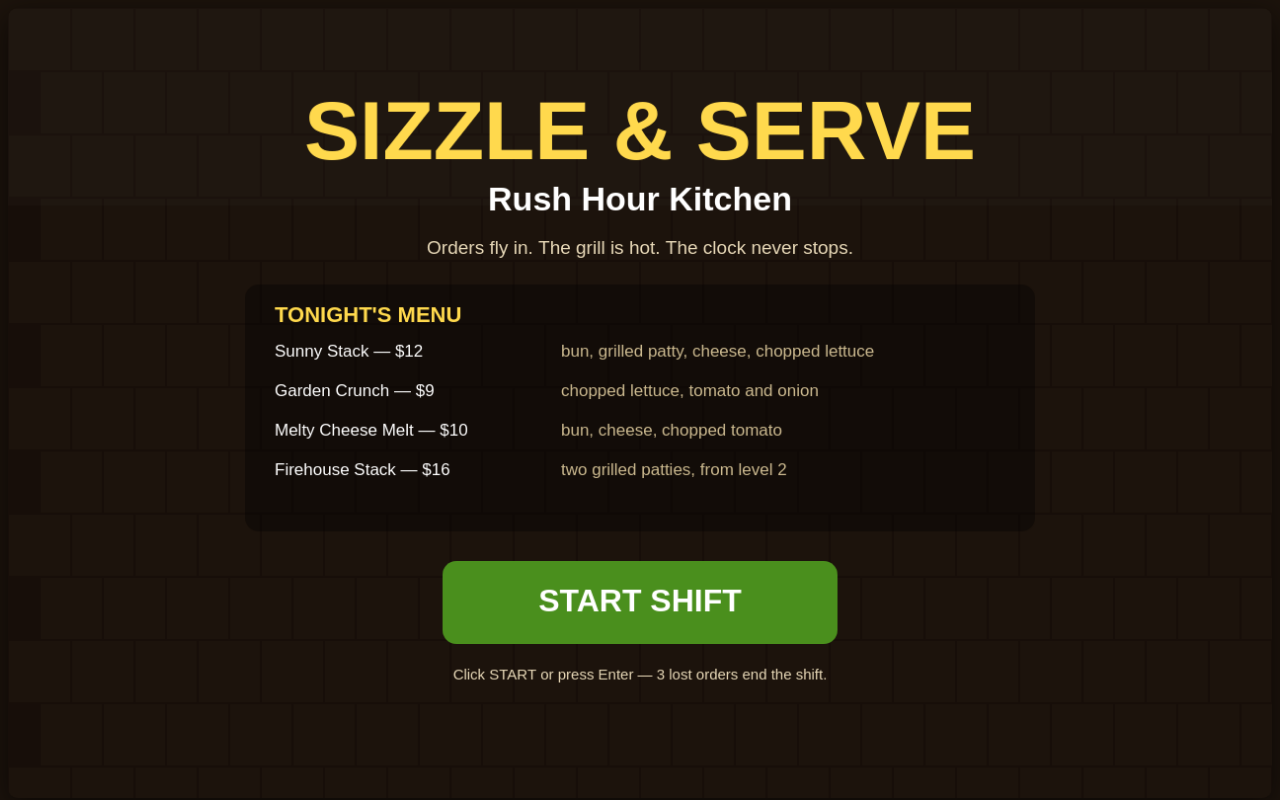 SIZZLE & SERVE
Rush Hour Kitchen
Orders fly in. The grill is hot. The clock never stops.
TONIGHT'S MENU
Sunny Stack — $12 bun, grilled patty, cheese, chopped lettuce
Garden Crunch — $9 chopped lettuce, tomato and onion
Melty Cheese Melt — $10 bun, cheese, chopped tomato
Firehouse Stack — $16 two grilled patties, from level 2
START SHIFT
Click START or press Enter — 3 lost orders end the shift.